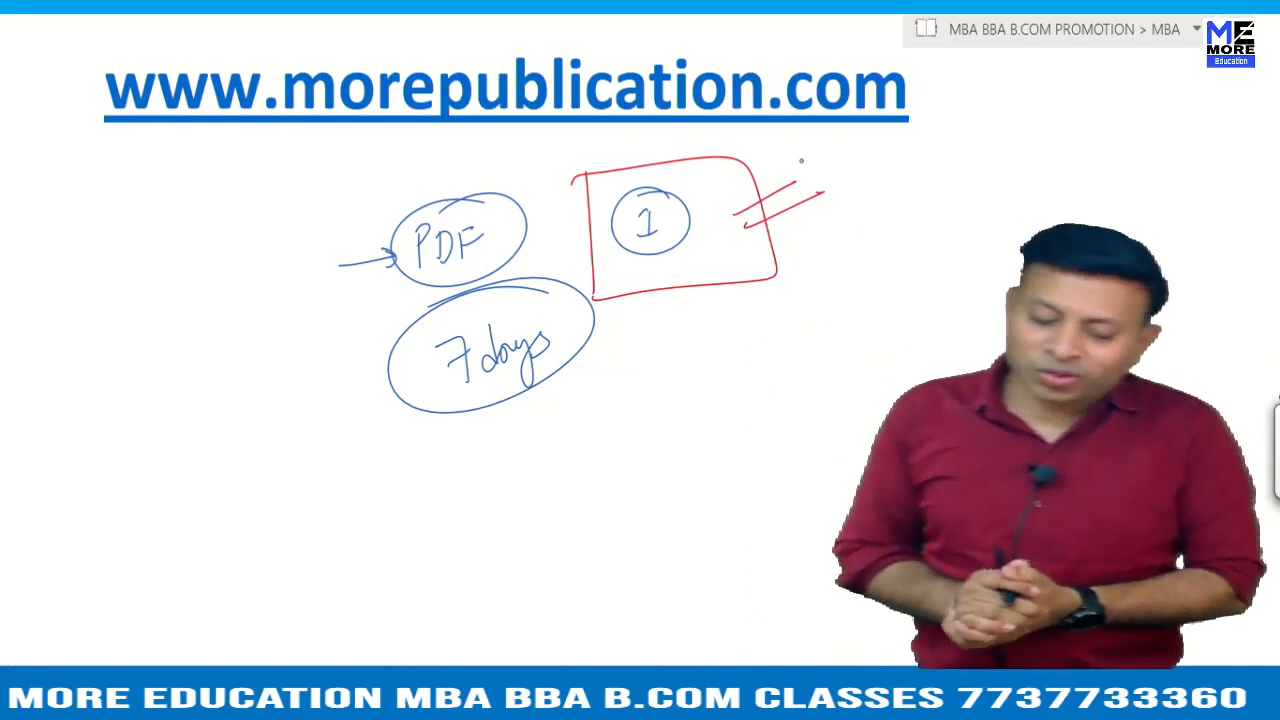 MBA BBA B.COM PROMOTION > MBA
ME
MORE
Education
www.morepublication.com
PDF
1
7 days
MORE EDUCATION MBA BBA B.COM CLASSES 7737733360